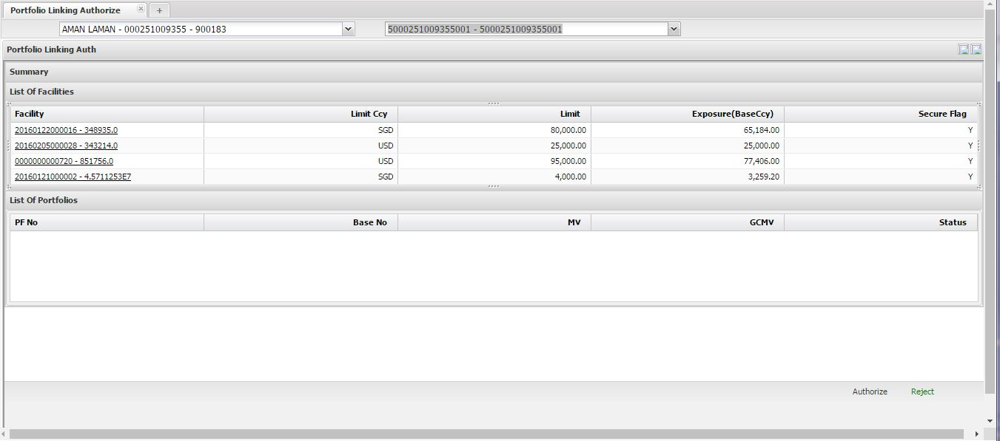 Portfolio Linking Authorize
+
AMAN LAMAN - 000251009355 - 900183 5000251009355001 - 5000251009355001
Portfolio Linking Auth
Summary
List Of Facilities
Facility Limit Ccy Limit Exposure(BaseCcy) Secure Flag
20160122000016 - 348935.0 SGD 80,000.00 65,184.00 Y
20160205000028 - 343214.0 USD 25,000.00 25,000.00 Y
0000000000720 - 851756.0 USD 95,000.00 77,406.00 Y
20160121000002 - 4.5711253E7 SGD 4,000.00 3,259.20 Y
List Of Portfolios
PF No Base No MV GCMV Status
Authorize Reject